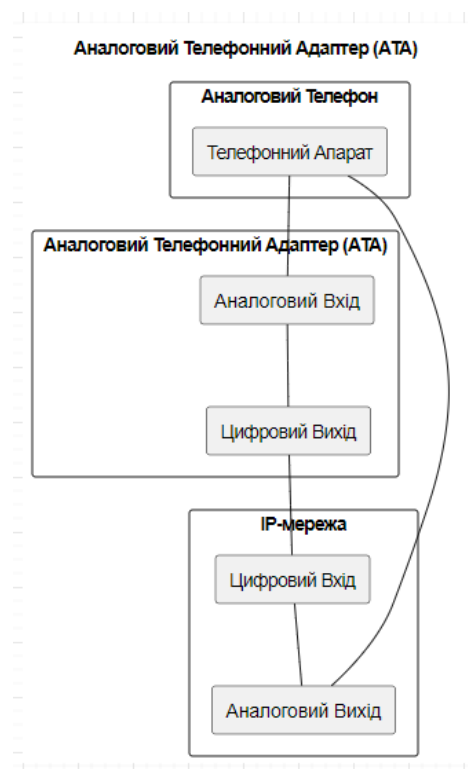 Аналоговий Телефонний Адаптер (ATA)
Аналоговий Телефон
Телефонний Апарат
Аналоговий Телефонний Адаптер (ATA)
Аналоговий Вхід
Цифровий Вихід
IP-мережа
Цифровий Вхід
Аналоговий Вихід